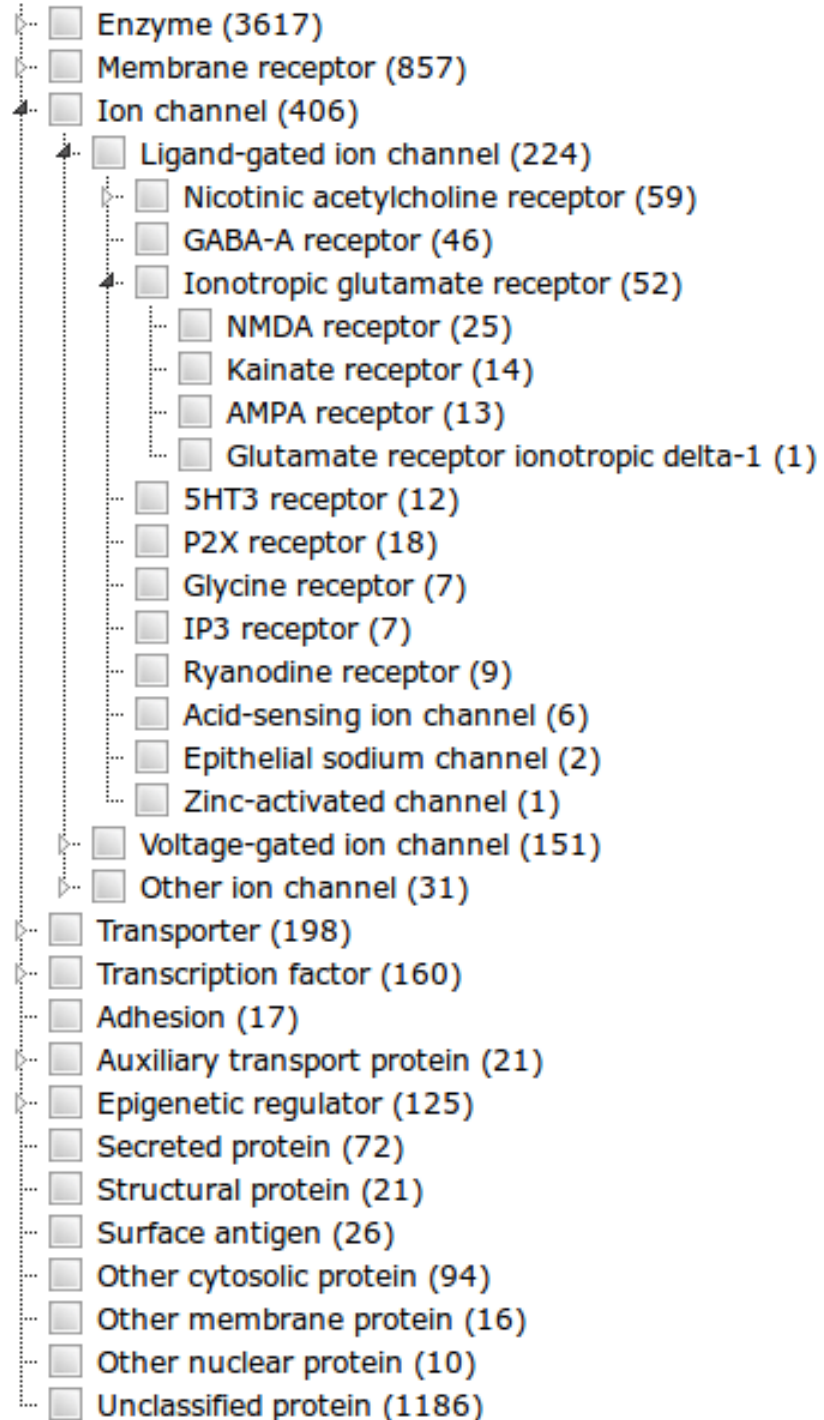 Enzyme (3617)
Membrane receptor (857)
Ion channel (406)
Ligand-gated ion channel (224)
Nicotinic acetylcholine receptor (59)
GABA-A receptor (46)
Ionotropic glutamate receptor (52)
NMDA receptor (25)
Kainate receptor (14)
AMPA receptor (13)
Glutamate receptor ionotropic delta-1 (1)
5HT3 receptor (12)
P2X receptor (18)
Glycine receptor (7)
IP3 receptor (7)
Ryanodine receptor (9)
Acid-sensing ion channel (6)
Epithelial sodium channel (2)
Zinc-activated channel (1)
Voltage-gated ion channel (151)
Other ion channel (31)
Transporter (198)
Transcription factor (160)
Adhesion (17)
Auxiliary transport protein (21)
Epigenetic regulator (125)
Secreted protein (72)
Structural protein (21)
Surface antigen (26)
Other cytosolic protein (94)
Other membrane protein (16)
Other nuclear protein (10)
Unclassified protein (1186)